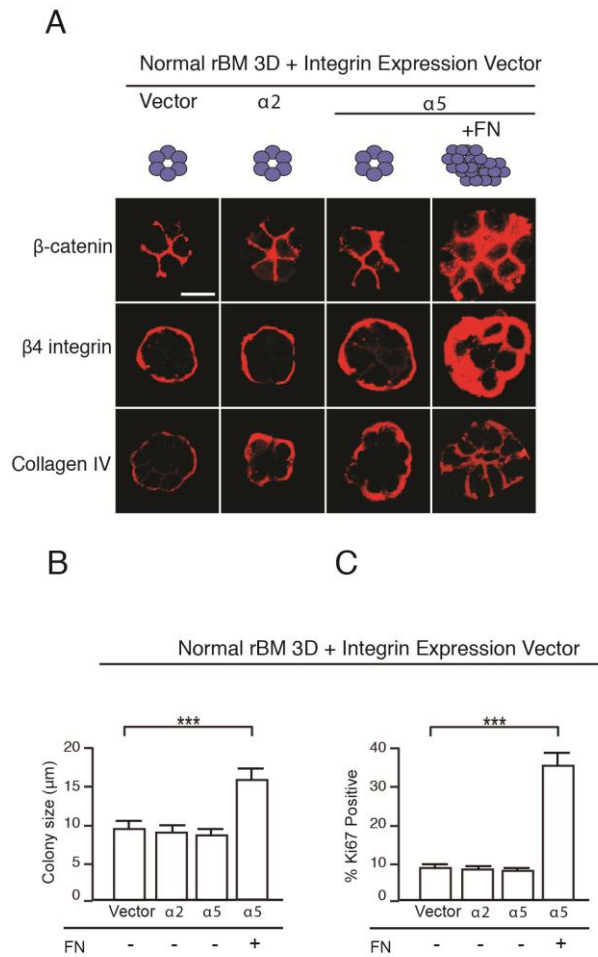 A
Normal rBM 3D + Integrin Expression Vector
Vector α2 α5
+FN
β-catenin
β4 integrin
Collagen IV
B C
Normal rBM 3D + Integrin Expression Vector
*** ***
Colony size (μm)
20
15
10
5
0
Vector α2 α5 α5
FN - - - +
% Ki67 Positive
40
30
20
10
0
Vector α2 α5 α5
FN - - - +